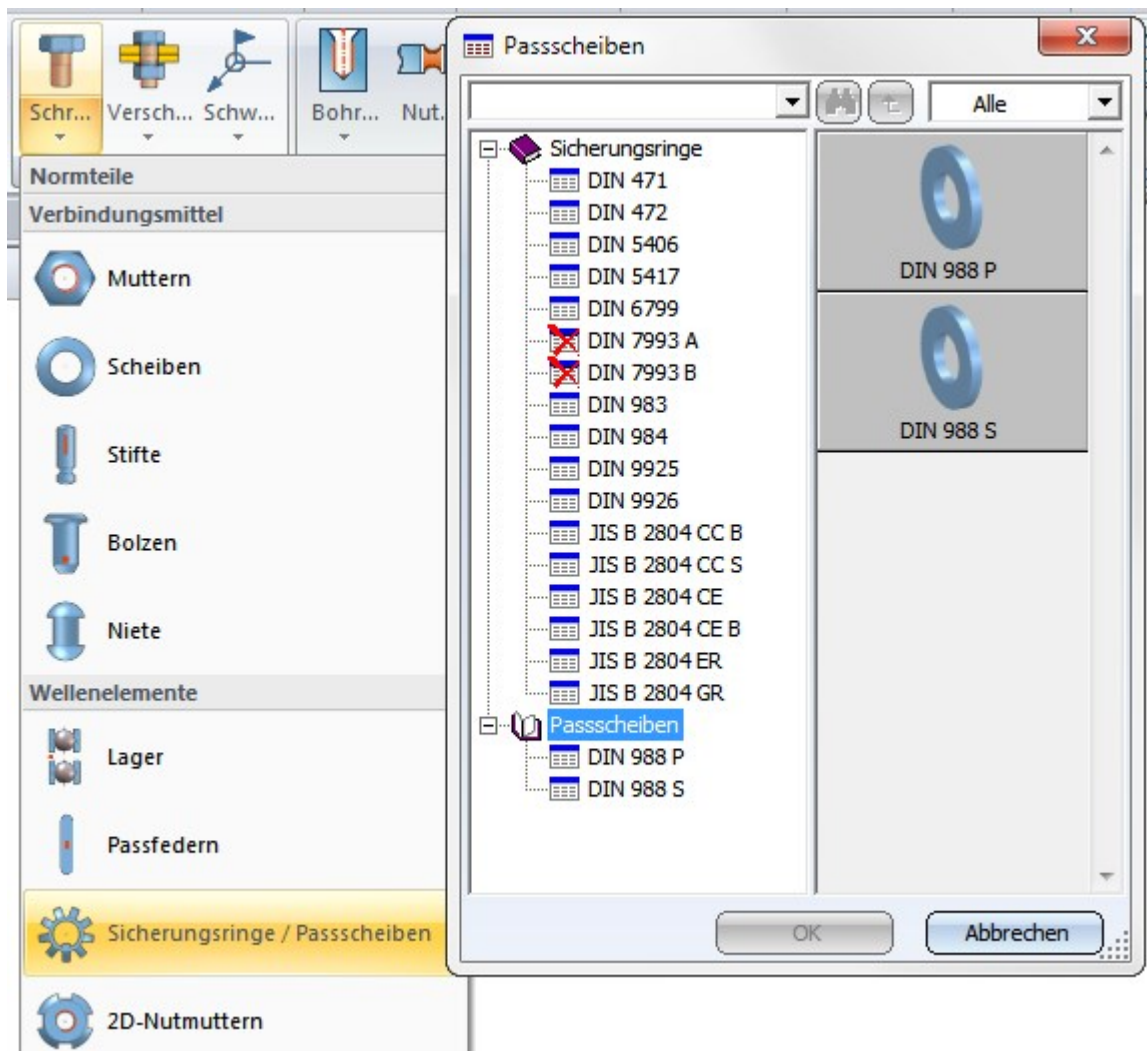 Schr...
Versch...
Schw...
Bohr...
Nut.
Normteile
Verbindungsmittel
Muttern
Scheiben
Stifte
Bolzen
Niete
Wellenelemente
Lager
Passfedern
Sicherungsringe / Passscheiben
2D-Nutmuttern
Passscheiben
Alle
Sicherungsringe
DIN 471
DIN 472
DIN 5406
DIN 5417
DIN 6799
DIN 7993 A
DIN 7993 B
DIN 983
DIN 984
DIN 9925
DIN 9926
JIS B 2804 CC B
JIS B 2804 CC S
JIS B 2804 CE
JIS B 2804 CE B
JIS B 2804 ER
JIS B 2804 GR
Passscheiben
DIN 988 P
DIN 988 S
DIN 988 P
DIN 988 S
OK
Abbrechen